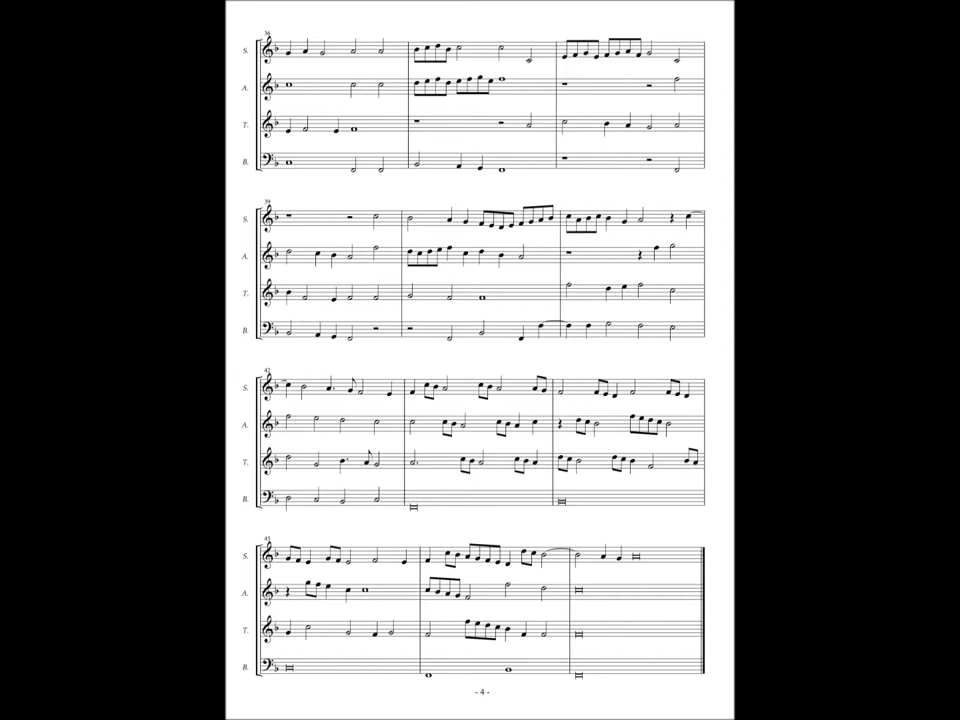 36
S.
A.
T.
B.
39
S.
A.
T.
B.
42
S.
A.
T.
B.
45
S.
A.
T.
B.
- 4 -